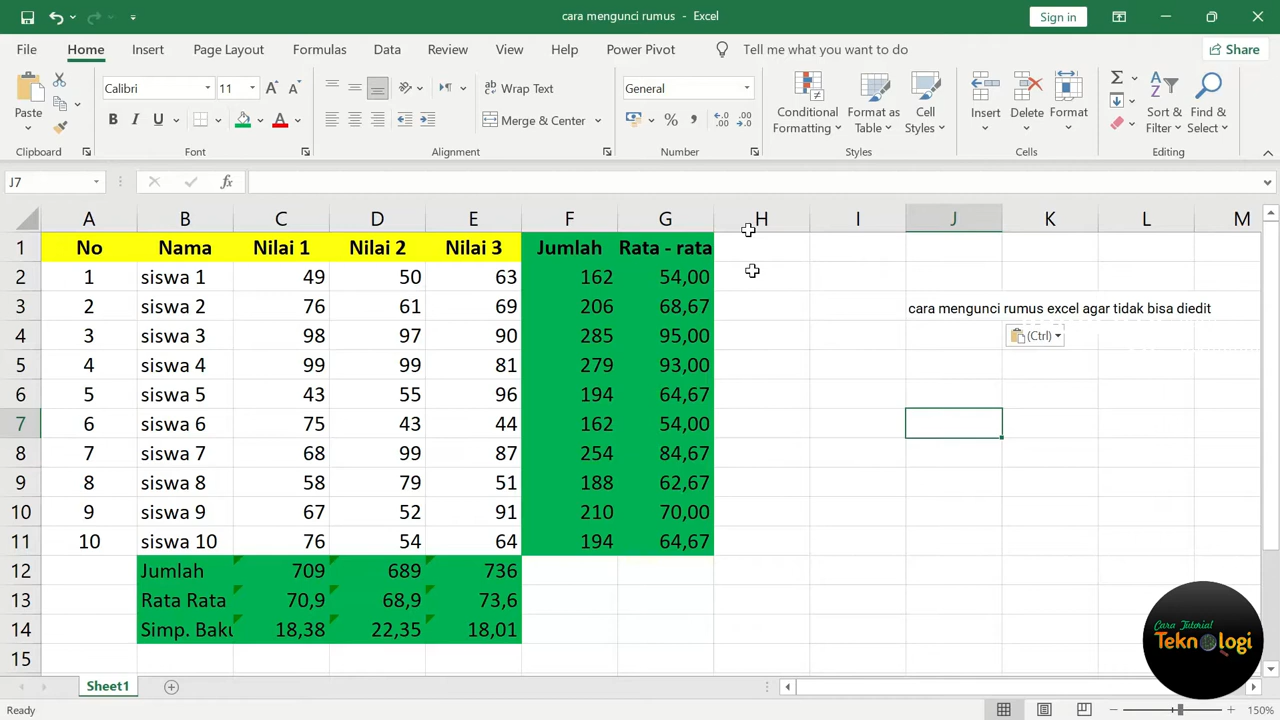 cara mengunci rumus - Excel
Sign in
File Home Insert Page Layout Formulas Data Review View Help Power Pivot Tell me what you want to do Share
Paste
Calibri 11
B I U A
Wrap Text
Merge & Center
General
%
Conditional Formatting
Format as Table
Cell Styles
Insert
Delete
Format
Sort & Filter
Find & Select
Clipboard Font Alignment Number Styles Cells Editing
J7 fx
A B C D E F G H I J K L M
1 No Nama Nilai 1 Nilai 2 Nilai 3 Jumlah Rata - rata
2 1 siswa 1 49 50 63 162 54,00
3 2 siswa 2 76 61 69 206 68,67 cara mengunci rumus excel agar tidak bisa diedit
4 3 siswa 3 98 97 90 285 95,00 (Ctrl)
5 4 siswa 4 99 99 81 279 93,00
6 5 siswa 5 43 55 96 194 64,67
7 6 siswa 6 75 43 44 162 54,00
8 7 siswa 7 68 99 87 254 84,67
9 8 siswa 8 58 79 51 188 62,67
10 9 siswa 9 67 52 91 210 70,00
11 10 siswa 10 76 54 64 194 64,67
12 Jumlah 709 689 736
13 Rata Rata 70,9 68,9 73,6
14 Simp. Baku 18,38 22,35 18,01
15
Cara Tutorial
Teknologi
Sheet1
Ready 150%